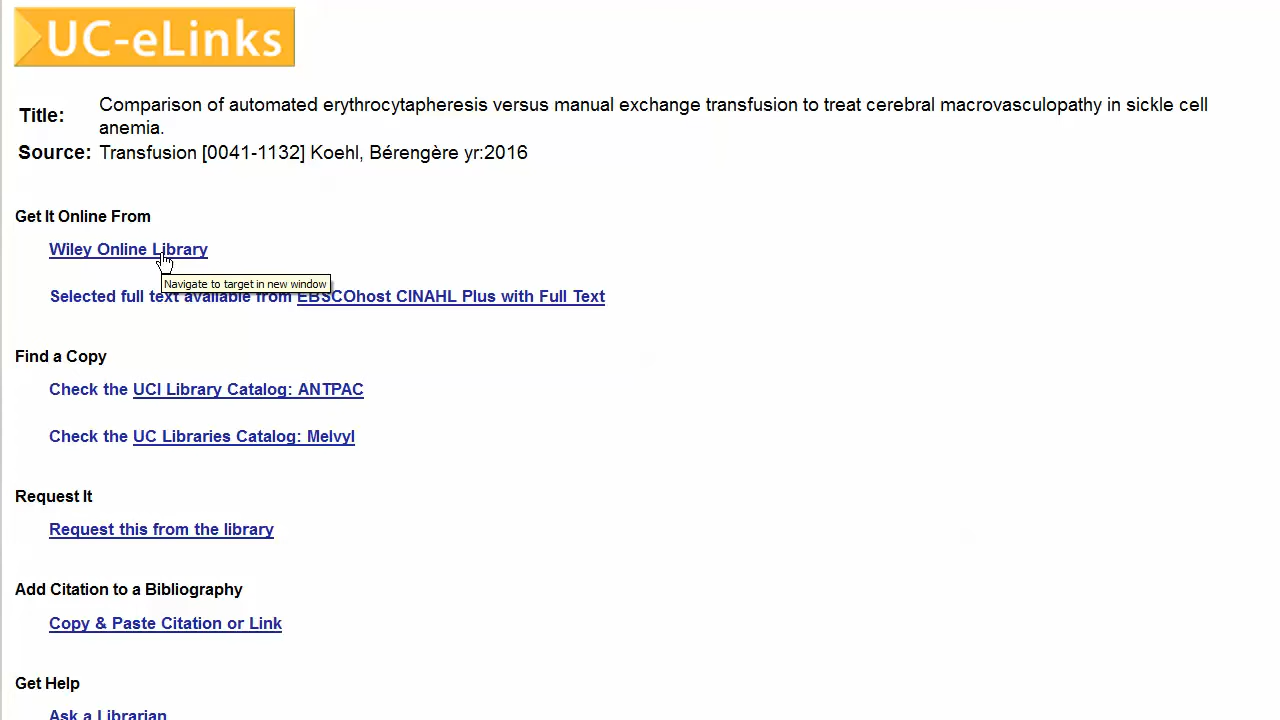 UC-eLinks
Title: Comparison of automated erythrocytapheresis versus manual exchange transfusion to treat cerebral macrovasculopathy in sickle cell
anemia.
Source: Transfusion [0041-1132] Koehl, Bérengère yr:2016
Get It Online From
Wiley Online Library
Navigate to target in new window
Selected full text available from EBSCOhost CINAHL Plus with Full Text
Find a Copy
Check the UCI Library Catalog: ANTPAC
Check the UC Libraries Catalog: Melvyl
Request It
Request this from the library
Add Citation to a Bibliography
Copy & Paste Citation or Link
Get Help
Ask a Librarian